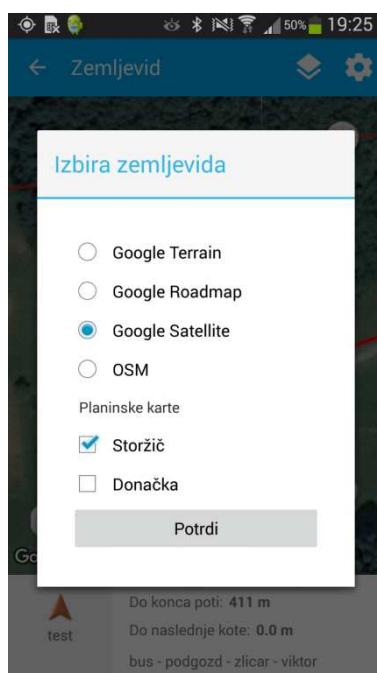 50% 19:25
Zemljevid
Izbira zemljevida
Google Terrain
Google Roadmap
Google Satellite
OSM
Planinske karte
Storžič
Donačka
Potrdi
Go
Do konca poti: 411 m
test
Do naslednje kote: 0.0 m
bus - podgozd - zlicar - viktor